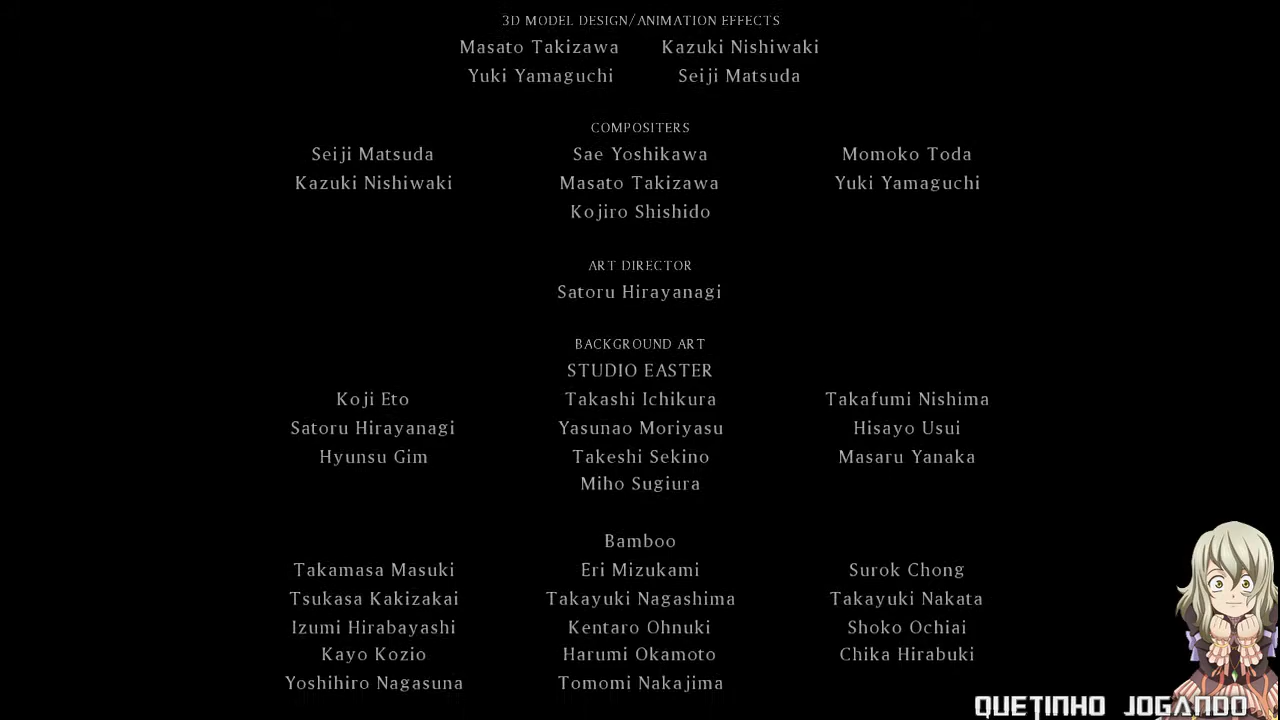 3D MODEL DESIGN/ANIMATION EFFECTS
Masato Takizawa Kazuki Nishiwaki
Yuki Yamaguchi Seiji Matsuda
COMPOSITERS
Seiji Matsuda Sae Yoshikawa Momoko Toda
Kazuki Nishiwaki Masato Takizawa Yuki Yamaguchi
Kojiro Shishido
ART DIRECTOR
Satoru Hirayanagi
BACKGROUND ART
STUDIO EASTER
Koji Eto Takashi Ichikura Takafumi Nishima
Satoru Hirayanagi Yasunao Moriyasu Hisayo Usui
Hyunsu Gim Takeshi Sekino Masaru Yanaka
Miho Sugiura
Bamboo
Takamasa Masuki Eri Mizukami Surok Chong
Tsukasa Kakizakai Takayuki Nagashima Takayuki Nakata
Izumi Hirabayashi Kentaro Ohnuki Shoko Ochiai
Kayo Kozio Harumi Okamoto Chika Hirabuki
Yoshihiro Nagasuna Tomomi Nakajima
QUETINHO JOGANDO